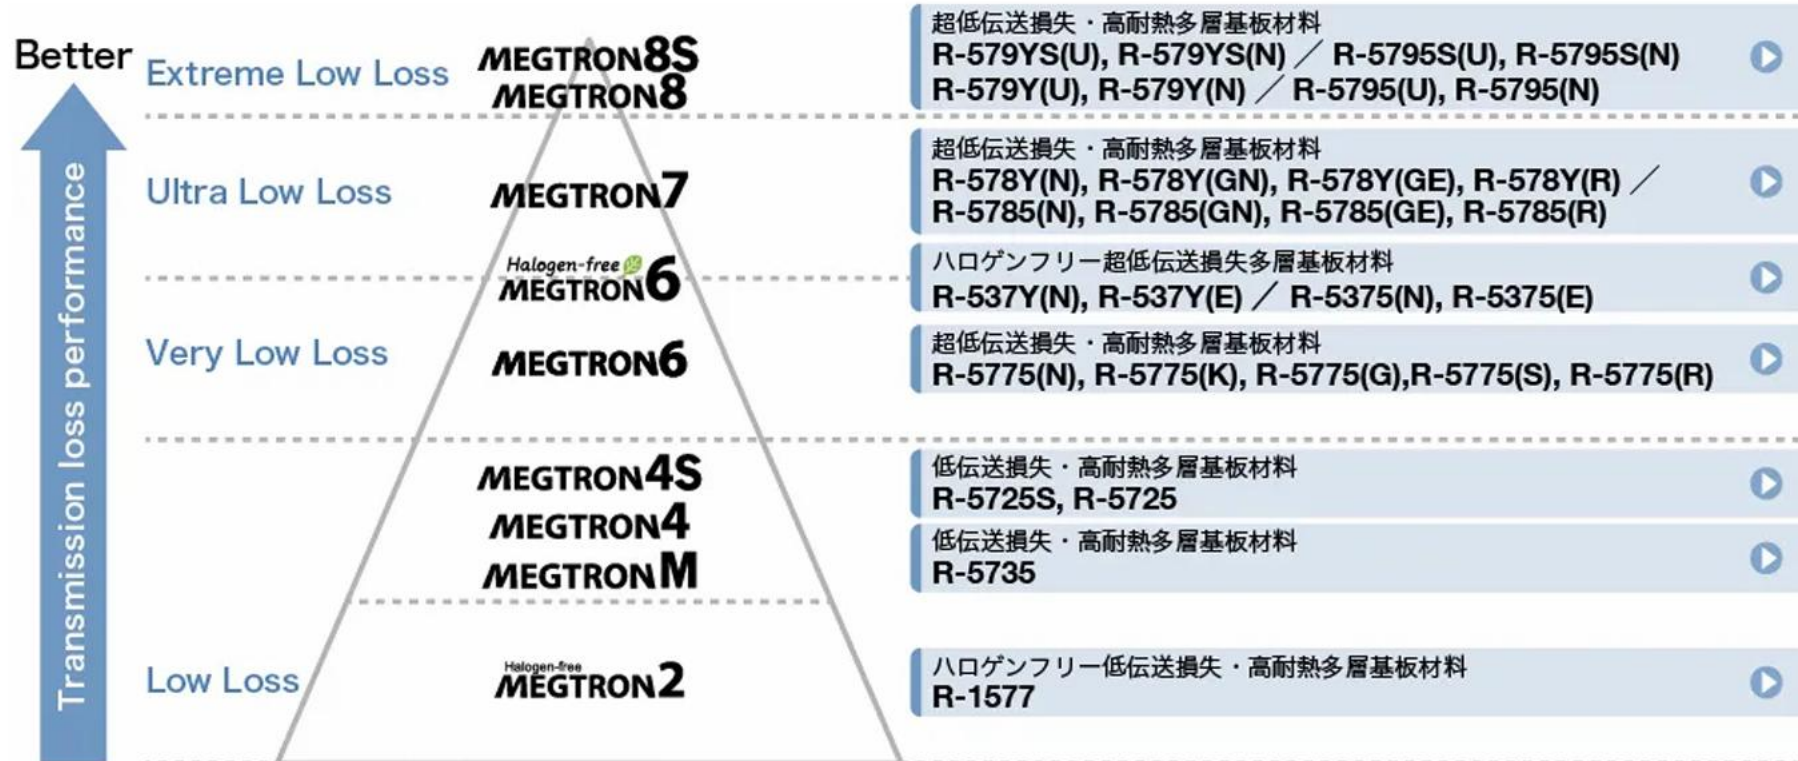 Better
Transmission loss performance
Extreme Low Loss
MEGTRON8S
MEGTRON8
超低伝送損失・高耐熱多層基板材料
R-579YS(U), R-579YS(N) ／ R-5795S(U), R-5795S(N)
R-579Y(U), R-579Y(N) ／ R-5795(U), R-5795(N)
Ultra Low Loss
MEGTRON7
超低伝送損失・高耐熱多層基板材料
R-578Y(N), R-578Y(GN), R-578Y(GE), R-578Y(R) ／
R-5785(N), R-5785(GN), R-5785(GE), R-5785(R)
Halogen-free
MEGTRON6
ハロゲンフリー超低伝送損失多層基板材料
R-537Y(N), R-537Y(E) ／ R-5375(N), R-5375(E)
Very Low Loss
MEGTRON6
超低伝送損失・高耐熱多層基板材料
R-5775(N), R-5775(K), R-5775(G),R-5775(S), R-5775(R)
MEGTRON4S
MEGTRON4
MEGTRON M
低伝送損失・高耐熱多層基板材料
R-5725S, R-5725
低伝送損失・高耐熱多層基板材料
R-5735
Low Loss
Halogen-free
MEGTRON2
ハロゲンフリー低伝送損失・高耐熱多層基板材料
R-1577